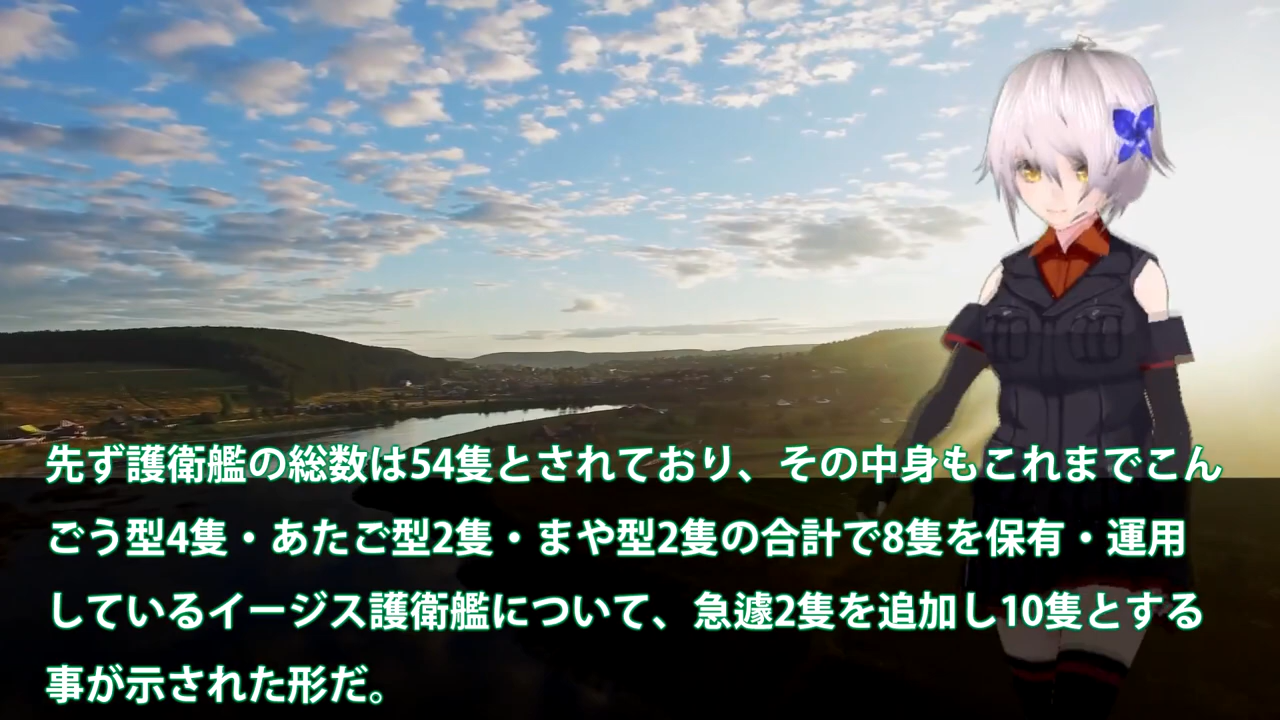 先ず護衛艦の総数は54隻とされており、その中身もこれまでこん
ごう型4隻・あたご型2隻・まや型2隻の合計で8隻を保有・運用
しているイージス護衛艦について、急遽2隻を追加し10隻とする
事が示された形だ。